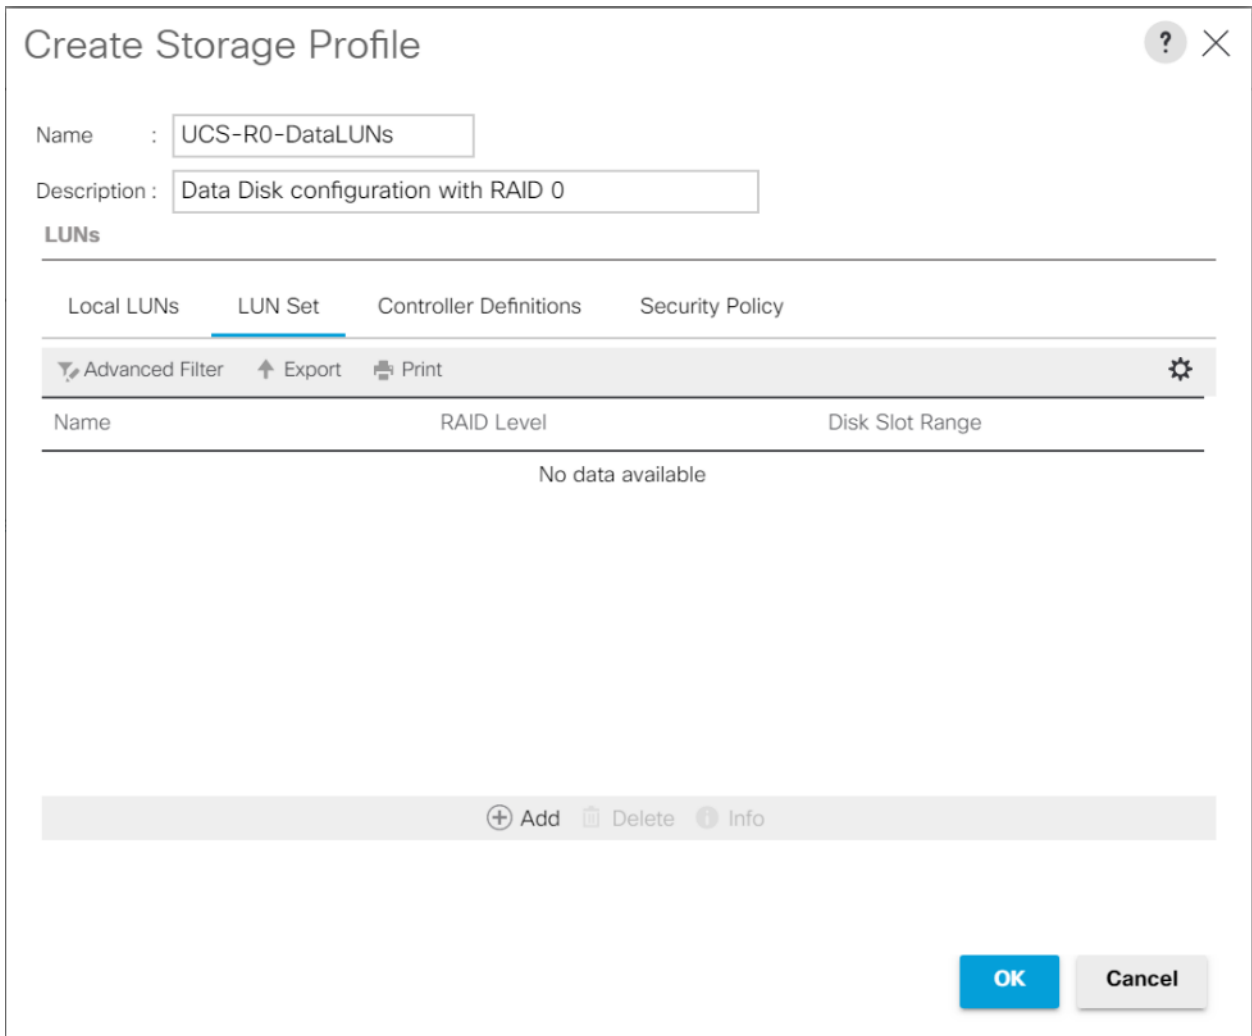 Create Storage Profile ?
Name : UCS-R0-DataLUNs
Description : Data Disk configuration with RAID 0
LUNs
Local LUNs LUN Set Controller Definitions Security Policy
Advanced Filter Export Print
Name RAID Level Disk Slot Range
No data available
Add Delete Info
OK Cancel